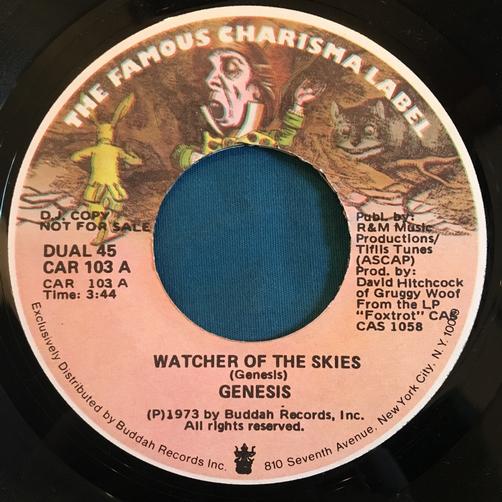 THE FAMOUS CHARISMA LABEL
D.J. COPY
NOT FOR SALE
DUAL 45
CAR 103 A
CAR 103 A
Time: 3:44
Publ. by:
R&M Music
Productions/
Tiflis Tunes
(ASCAP)
Prod. by:
David Hitchcock
of Gruggy Woof
From the LP
"Foxtrot" CAS
CAS 1058
WATCHER OF THE SKIES
(Genesis)
GENESIS
(P)1973 by Buddah Records, Inc.
All rights reserved.
Exclusively Distributed by Buddah Records Inc. 810 Seventh Avenue, New York City, N.Y. 10019